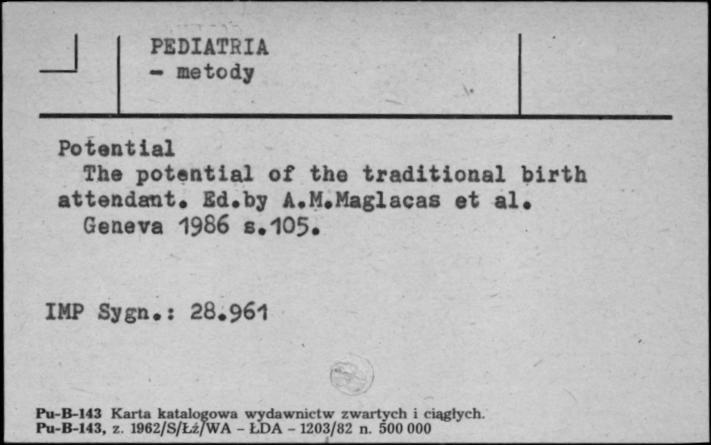 PEDIATRIA
- metody
Potential
The potential of the traditional birth
attendant. Ed.by A.M.Maglacas et al.
Geneva 1986 s.105.
IMP Sygn.: 28.961
Pu-B-143 Karta katalogowa wydawnictw zwartych i ciągłych.
Pu-B-143, z. 1962/S/Łź/WA - ŁDA - 1203/82 n. 500 000